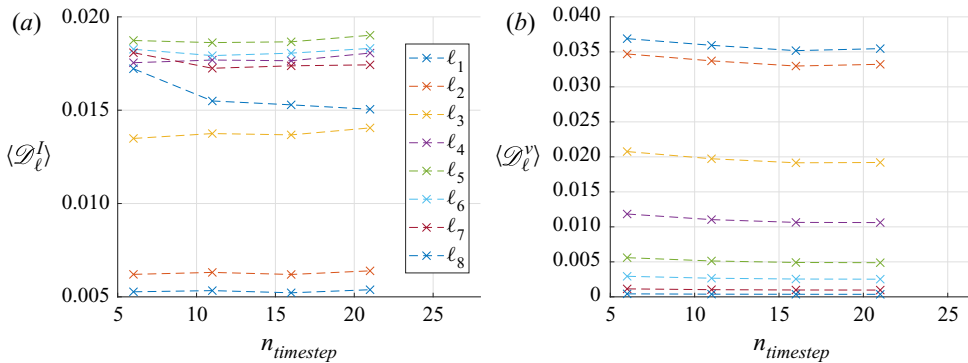 (a)
0.020
0.015
⟨𝒟ℓᴵ⟩
0.010
0.005
5 10 15 20 25
n_timestep
ℓ1
ℓ2
ℓ3
ℓ4
ℓ5
ℓ6
ℓ7
ℓ8
(b)
0.040
0.035
0.030
0.025
⟨𝒟ℓᵛ⟩
0.020
0.015
0.010
0.005
0
5 10 15 20 25
n_timestep